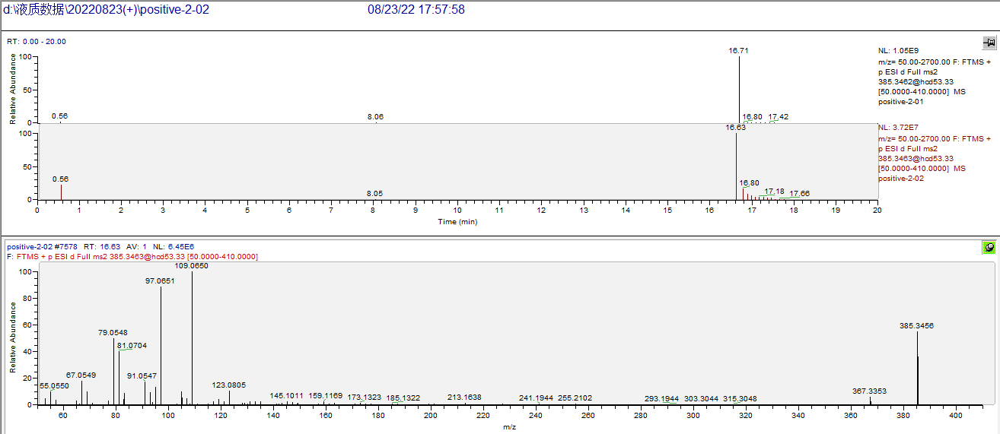 d:\液质数据\20220823(+)\positive-2-02 08/23/22 17:57:58
RT: 0.00 - 20.00
NL: 1.05E9
m/z= 50.00-2700.00 F: FTMS +
p ESI d Full ms2
385.3462@hcd53.33
[50.0000-410.0000] MS
positive-2-01
Relative Abundance
100
50
0
0.56
8.06
16.71
16.80
17.42
NL: 3.72E7
m/z= 50.00-2700.00 F: FTMS +
p ESI d Full ms2
385.3463@hcd53.33
[50.0000-410.0000] MS
positive-2-02
100
50
0
0.56
8.05
16.63
16.80
17.18
17.66
0 1 2 3 4 5 6 7 8 9 10 11 12 13 14 15 16 17 18 19 20
Time (min)
positive-2-02 #7578 RT: 16.63 AV: 1 NL: 6.45E6
F: FTMS + p ESI d Full ms2 385.3463@hcd53.33 [50.0000-410.0000]
Relative Abundance
100
80
60
40
20
0
55.0550
67.0549
79.0548
81.0704
91.0547
97.0651
109.0650
123.0805
145.1011
159.1169
173.1323
185.1322
213.1638
241.1944
255.2102
293.1944
303.3044
315.3048
367.3353
385.3456
60 80 100 120 140 160 180 200 220 240 260 280 300 320 340 360 380 400
m/z